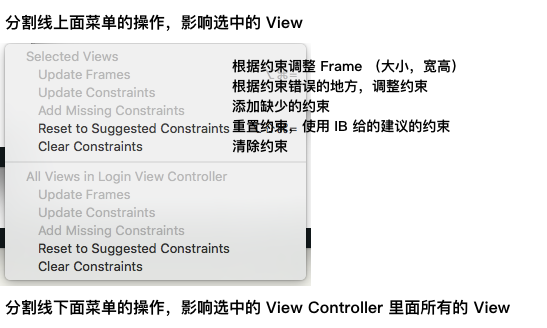 分割线上面菜单的操作，影响选中的 View
Selected Views
Update Frames 根据约束调整 Frame （大小，宽高）
Update Constraints 根据约束错误的地方，调整约束
Add Missing Constraints 添加缺少的约束
Reset to Suggested Constraints 重置约束，使用 IB 给的建议的约束
Clear Constraints 清除约束
All Views in Login View Controller
Update Frames
Update Constraints
Add Missing Constraints
Reset to Suggested Constraints
Clear Constraints
分割线下面菜单的操作，影响选中的 View Controller 里面所有的 View